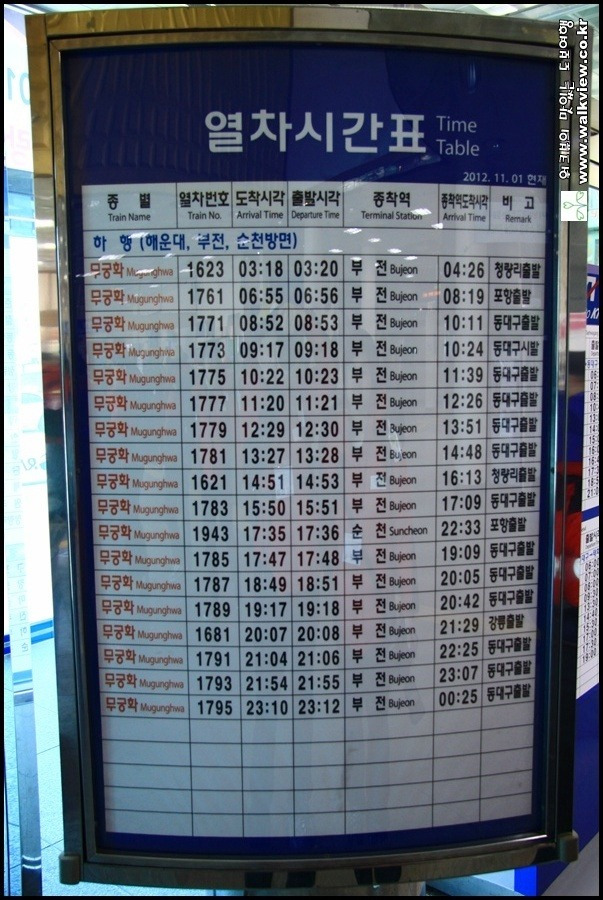 열차시간표 Time Table
2012. 11. 01 현재
종 별 열차번호 도착시각 출발시각 종착역 종착역도착시각 비 고
Train Name Train No. Arrival Time Departure Time Terminal Station Arrival Time Remark
하 행 (해운대, 부전, 순천방면)
무궁화 Mugunghwa 1623 03:18 03:20 부 전 Bujeon 04:26 청량리출발
무궁화 Mugunghwa 1761 06:55 06:56 부 전 Bujeon 08:19 포항출발
무궁화 Mugunghwa 1771 08:52 08:53 부 전 Bujeon 10:11 동대구출발
무궁화 Mugunghwa 1773 09:17 09:18 부 전 Bujeon 10:24 동대구시발
무궁화 Mugunghwa 1775 10:22 10:23 부 전 Bujeon 11:39 동대구출발
무궁화 Mugunghwa 1777 11:20 11:21 부 전 Bujeon 12:26 동대구출발
무궁화 Mugunghwa 1779 12:29 12:30 부 전 Bujeon 13:51 동대구출발
무궁화 Mugunghwa 1781 13:27 13:28 부 전 Bujeon 14:48 동대구출발
무궁화 Mugunghwa 1621 14:51 14:53 부 전 Bujeon 16:13 청량리출발
무궁화 Mugunghwa 1783 15:50 15:51 부 전 Bujeon 17:09 동대구출발
무궁화 Mugunghwa 1943 17:35 17:36 순 천 Suncheon 22:33 포항출발
무궁화 Mugunghwa 1785 17:47 17:48 부 전 Bujeon 19:09 동대구출발
무궁화 Mugunghwa 1787 18:49 18:51 부 전 Bujeon 20:05 동대구출발
무궁화 Mugunghwa 1789 19:17 19:18 부 전 Bujeon 20:42 동대구출발
무궁화 Mugunghwa 1681 20:07 20:08 부 전 Bujeon 21:29 강릉출발
무궁화 Mugunghwa 1791 21:04 21:06 부 전 Bujeon 22:25 동대구출발
무궁화 Mugunghwa 1793 21:54 21:55 부 전 Bujeon 23:07 동대구출발
무궁화 Mugunghwa 1795 23:10 23:12 부 전 Bujeon 00:25 동대구출발
www.walkview.co.kr